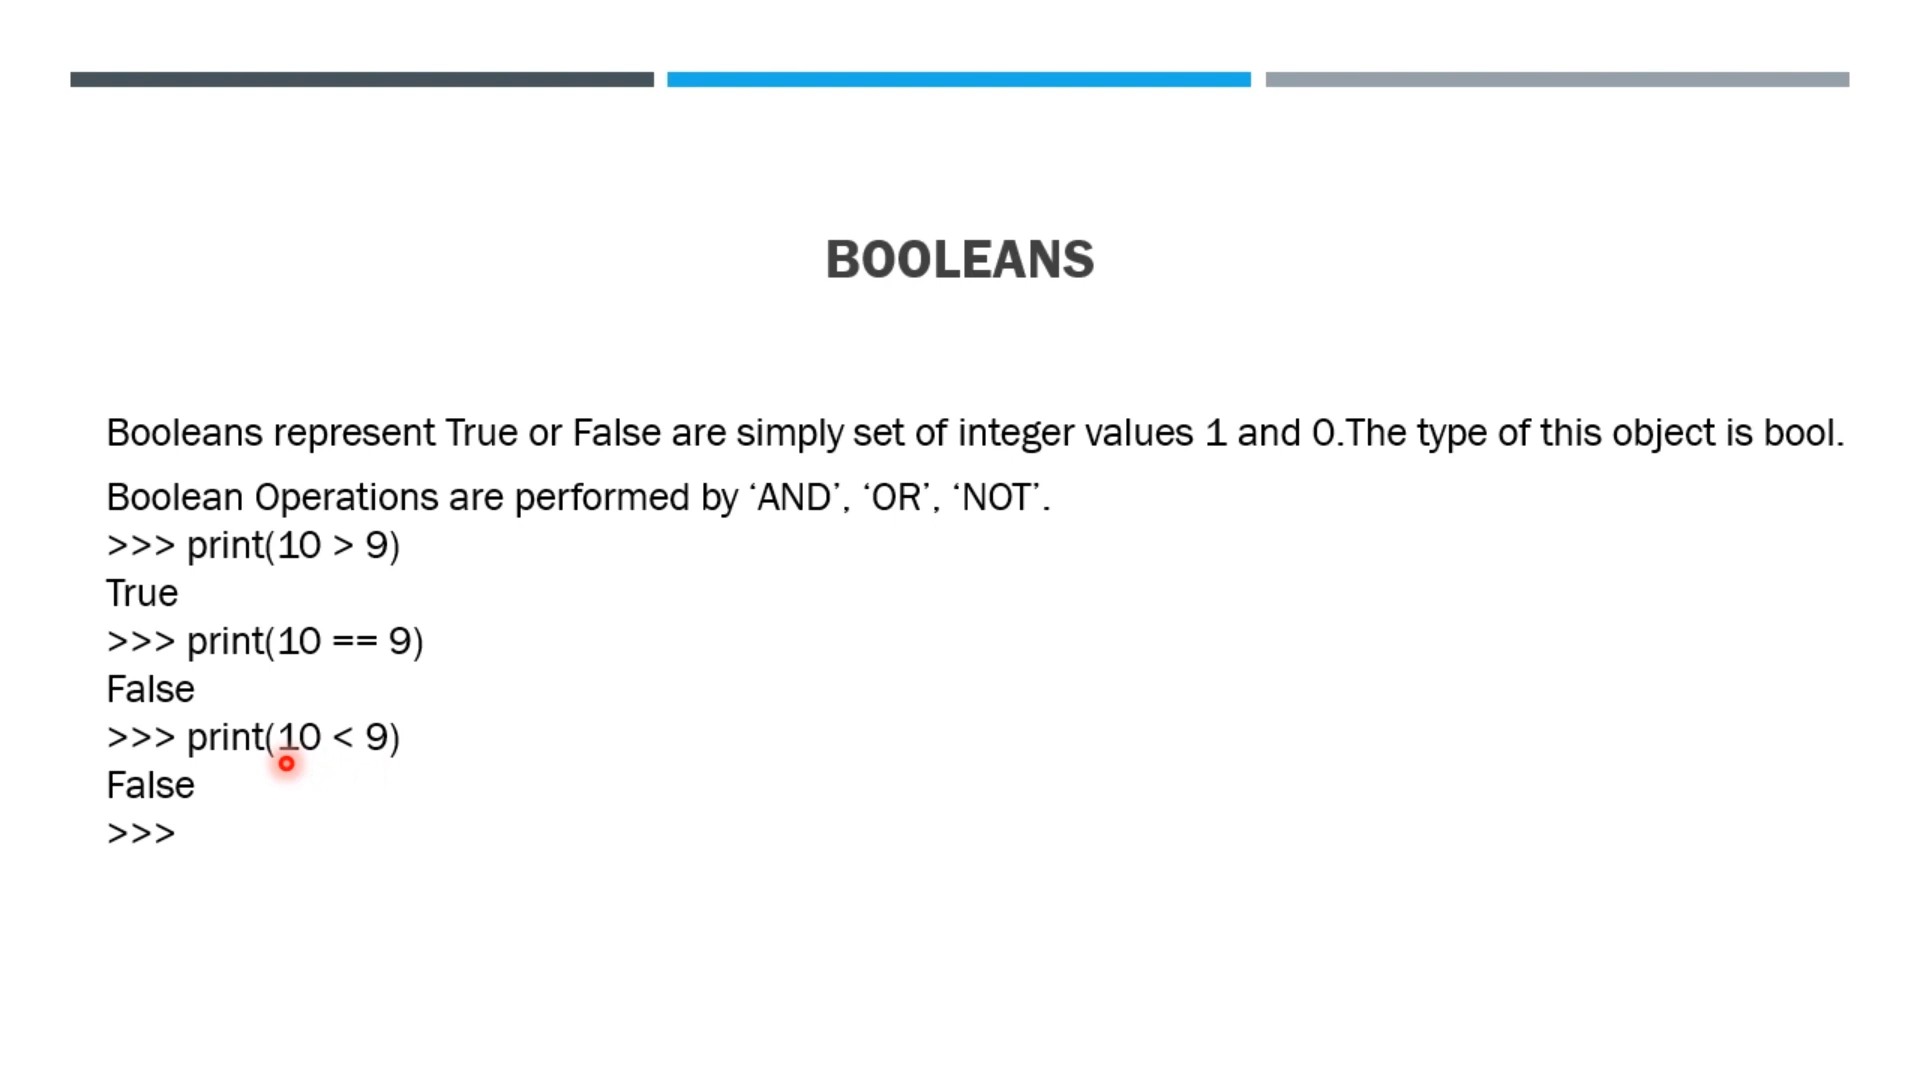 BOOLEANS
Booleans represent True or False are simply set of integer values 1 and 0.The type of this object is bool.
Boolean Operations are performed by ‘AND’, ‘OR’, ‘NOT’.
>>> print(10 > 9)
True
>>> print(10 == 9)
False
>>> print(10 < 9)
False
>>>